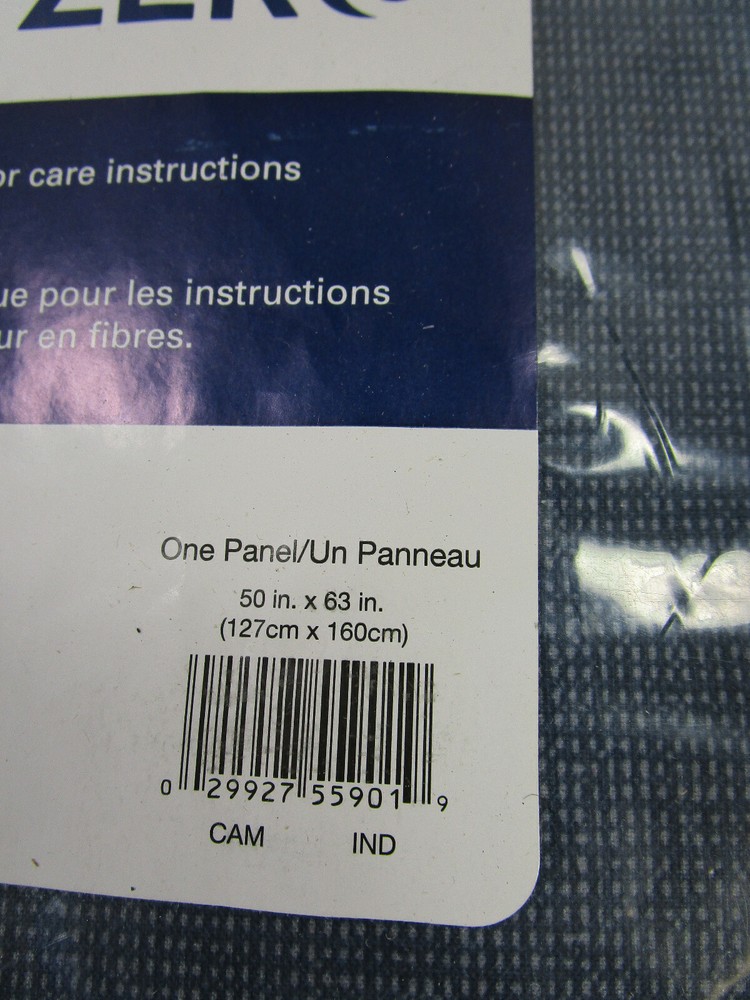 ZERO
or care instructions
ue pour les instructions
ur en fibres.
One Panel/Un Panneau
50 in. x 63 in.
(127cm x 160cm)
0 29927 55901 9
CAM IND